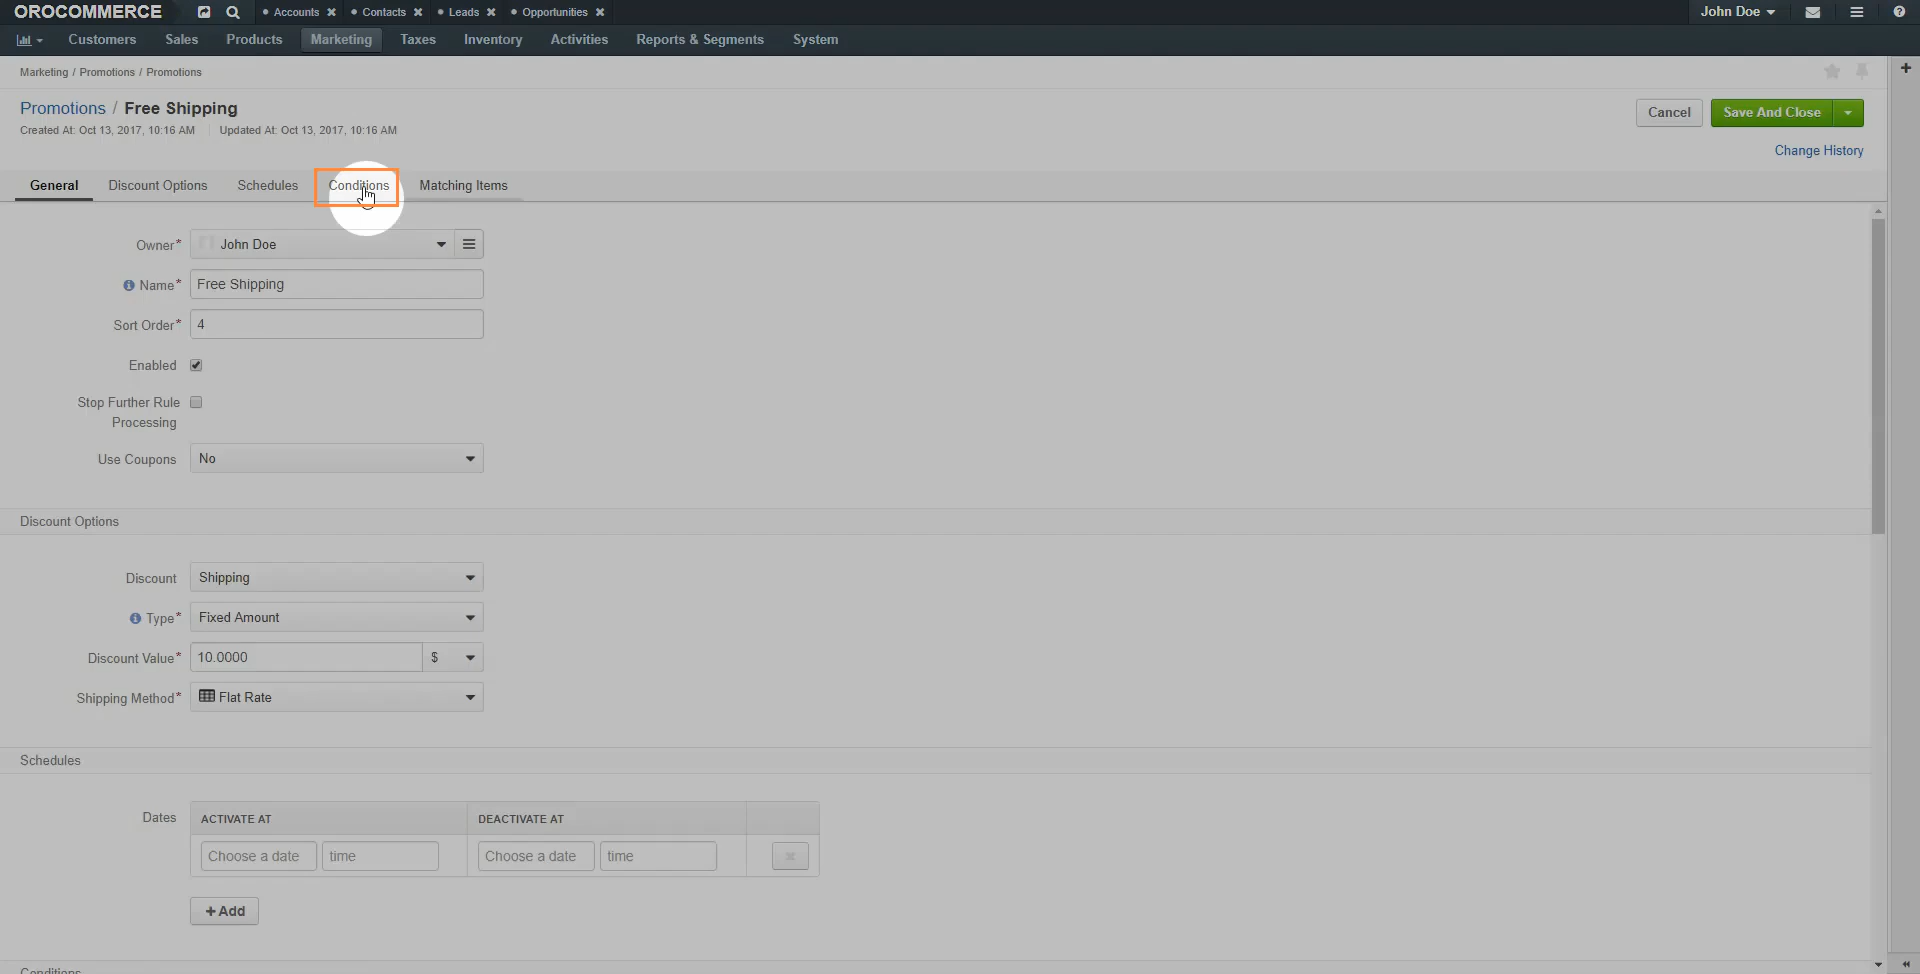 OROCOMMERCE Accounts Contacts Leads Opportunities John Doe
Customers Sales Products Marketing Taxes Inventory Activities Reports & Segments System
Marketing / Promotions / Promotions
Promotions / Free Shipping
Cancel Save And Close
Created At: Oct 13, 2017, 10:16 AM Updated At: Oct 13, 2017, 10:16 AM
Change History
General Discount Options Schedules Conditions Matching Items
Owner* John Doe
Name* Free Shipping
Sort Order* 4
Enabled
Stop Further Rule
Processing
Use Coupons No
Discount Options
Discount Shipping
Type* Fixed Amount
Discount Value* 10.0000 $
Shipping Method* Flat Rate
Schedules
Dates ACTIVATE AT DEACTIVATE AT
Choose a date time Choose a date time
+ Add
Conditions